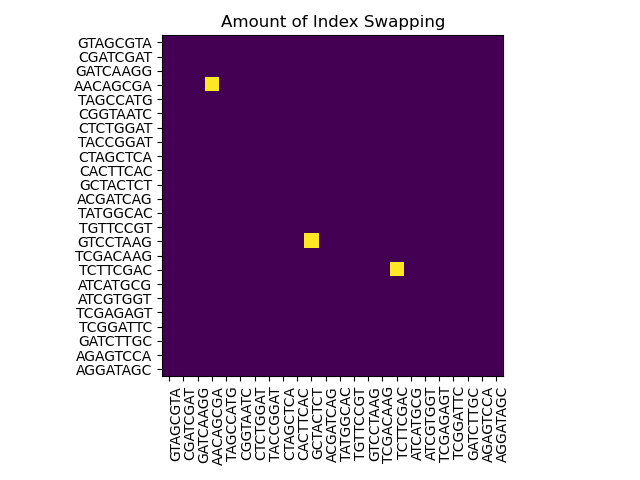 Amount of Index Swapping
GTAGCGTA
CGATCGAT
GATCAAGG
AACAGCGA
TAGCCATG
CGGTAATC
CTCTGGAT
TACCGGAT
CTAGCTCA
CACTTCAC
GCTACTCT
ACGATCAG
TATGGCAC
TGTTCCGT
GTCCTAAG
TCGACAAG
TCTTCGAC
ATCATGCG
ATCGTGGT
TCGAGAGT
TCGGATTC
GATCTTGC
AGAGTCCA
AGGATAGC
GTAGCGTA
CGATCGAT
GATCAAGG
AACAGCGA
TAGCCATG
CGGTAATC
CTCTGGAT
TACCGGAT
CTAGCTCA
CACTTCAC
GCTACTCT
ACGATCAG
TATGGCAC
TGTTCCGT
GTCCTAAG
TCGACAAG
TCTTCGAC
ATCATGCG
ATCGTGGT
TCGAGAGT
TCGGATTC
GATCTTGC
AGAGTCCA
AGGATAGC